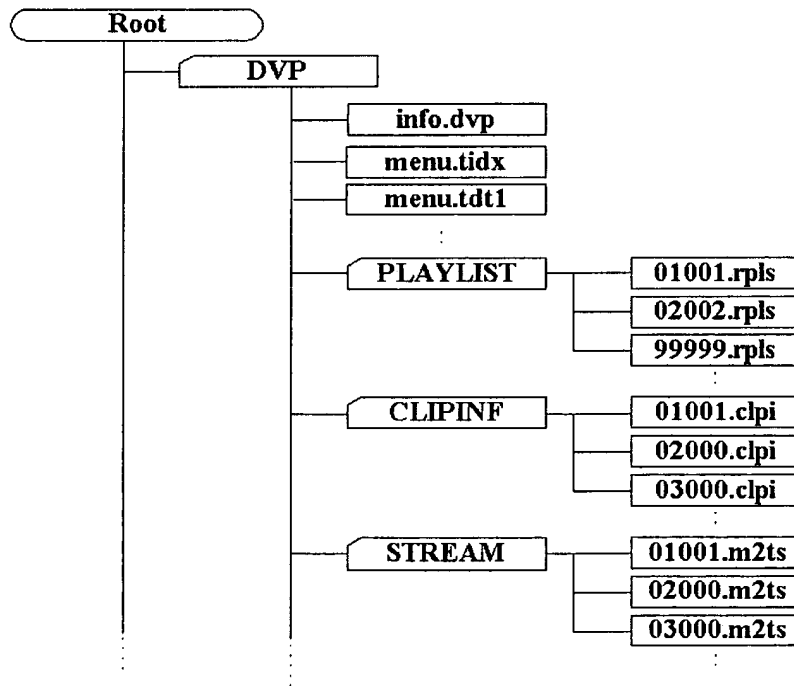 Root
DVP
info.dvp
menu.tidx
menu.tdt1
PLAYLIST
01001.rpls
02002.rpls
99999.rpls
CLIPINF
01001.clpi
02000.clpi
03000.clpi
STREAM
01001.m2ts
02000.m2ts
03000.m2ts